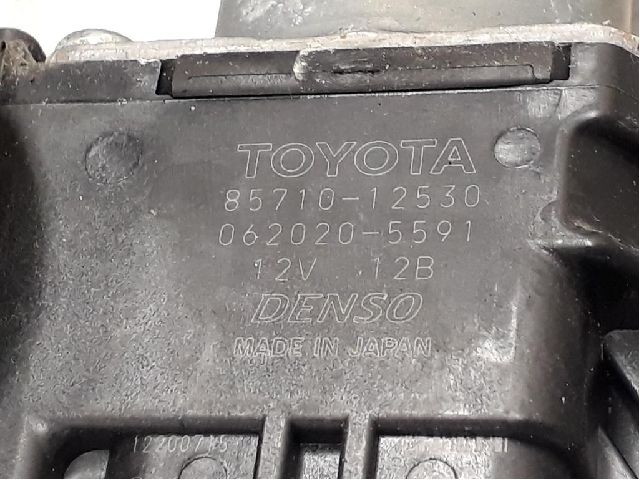 TOYOTA
85710-12530
062020-5591
12V 12B
DENSO
MADE IN JAPAN